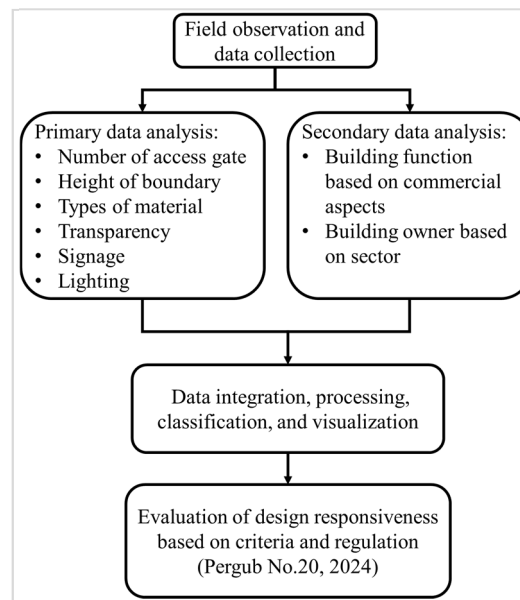 Field observation and
data collection
Primary data analysis:
• Number of access gate
• Height of boundary
• Types of material
• Transparency
• Signage
• Lighting
Secondary data analysis:
• Building function
based on commercial
aspects
• Building owner based
on sector
Data integration, processing,
classification, and visualization
Evaluation of design responsiveness
based on criteria and regulation
(Pergub No.20, 2024)